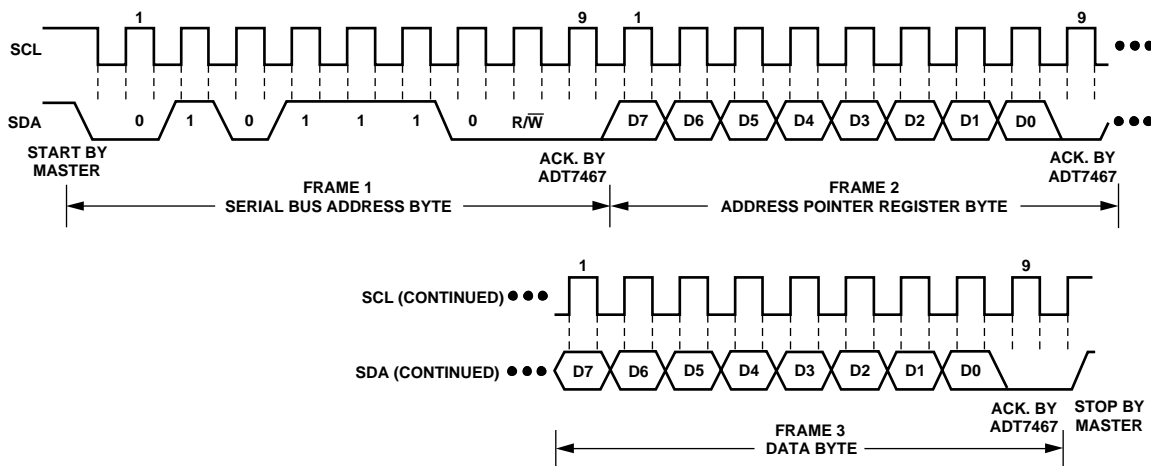 1 9 1 9
SCL
SDA 0 1 0 1 1 1 0 R/W̅ D7 D6 D5 D4 D3 D2 D1 D0
START BY
MASTER
ACK. BY
ADT7467
ACK. BY
ADT7467
FRAME 1
SERIAL BUS ADDRESS BYTE
FRAME 2
ADDRESS POINTER REGISTER BYTE
1 9
SCL (CONTINUED)
SDA (CONTINUED) D7 D6 D5 D4 D3 D2 D1 D0
ACK. BY
ADT7467
STOP BY
MASTER
FRAME 3
DATA BYTE